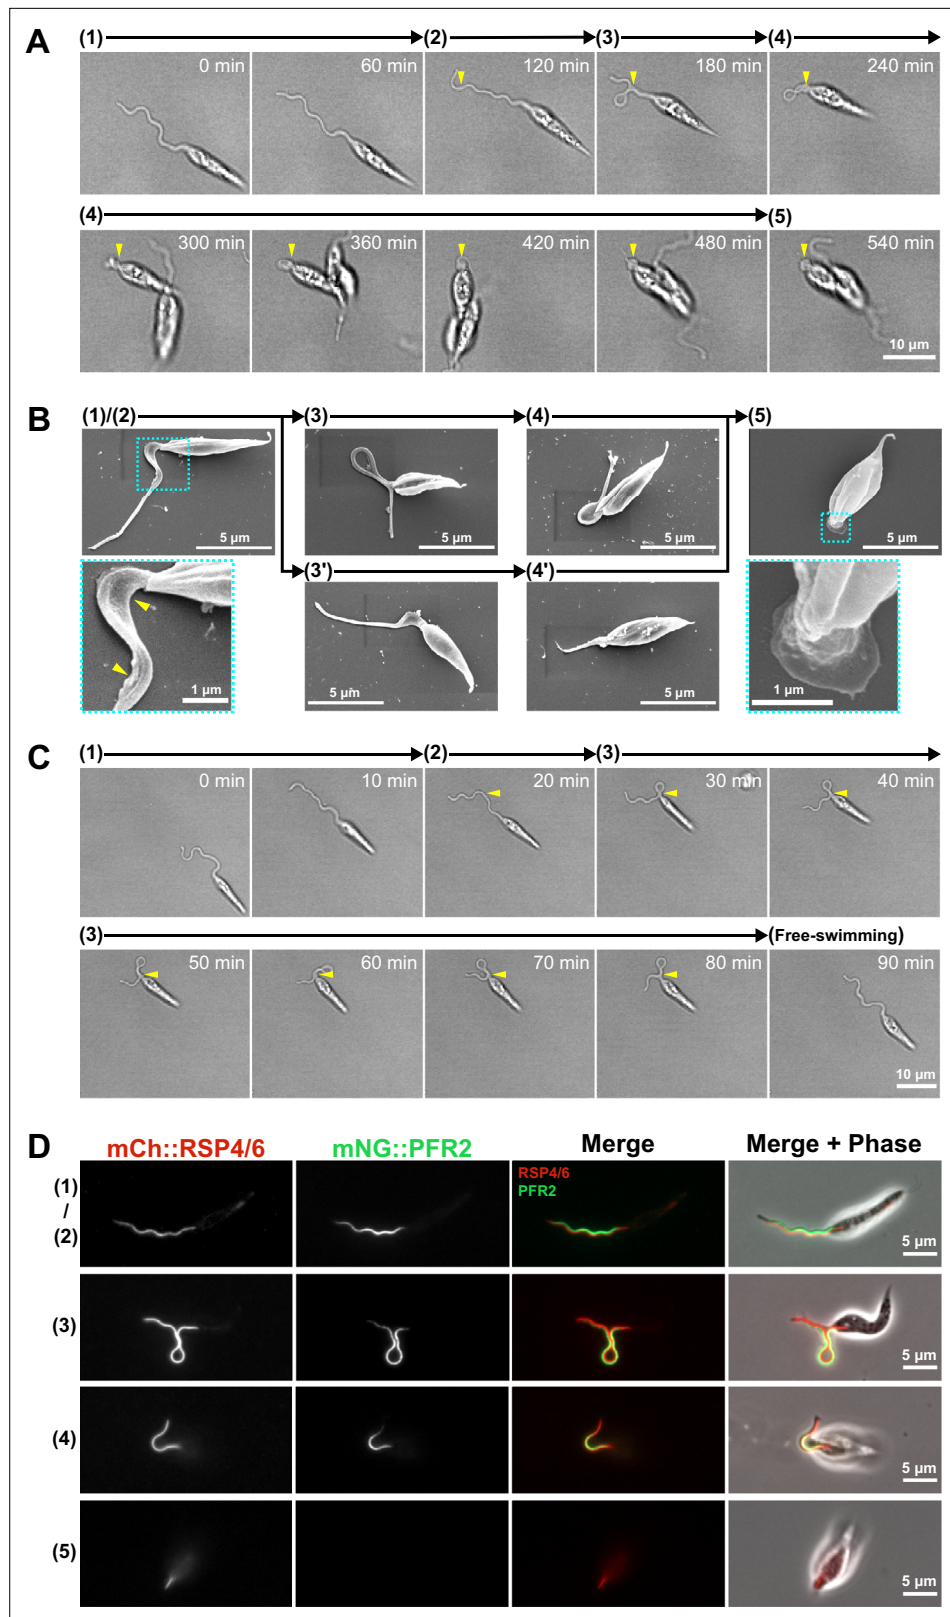 A
(1) (2) (3) (4)
0 min 60 min 120 min 180 min 240 min
(4) (5)
300 min 360 min 420 min 480 min 540 min
10 µm
B
(1)/(2) (3) (4) (5)
5 µm 5 µm 5 µm 5 µm
(3') (4')
1 µm 5 µm 5 µm 1 µm
C
(1) (2) (3)
0 min 10 min 20 min 30 min 40 min
(3) (Free-swimming)
50 min 60 min 70 min 80 min 90 min
10 µm
D
mCh::RSP4/6 mNG::PFR2 Merge Merge + Phase
(1)
/
(2)
RSP4/6
PFR2
5 µm
(3)
5 µm
(4)
5 µm
(5)
5 µm